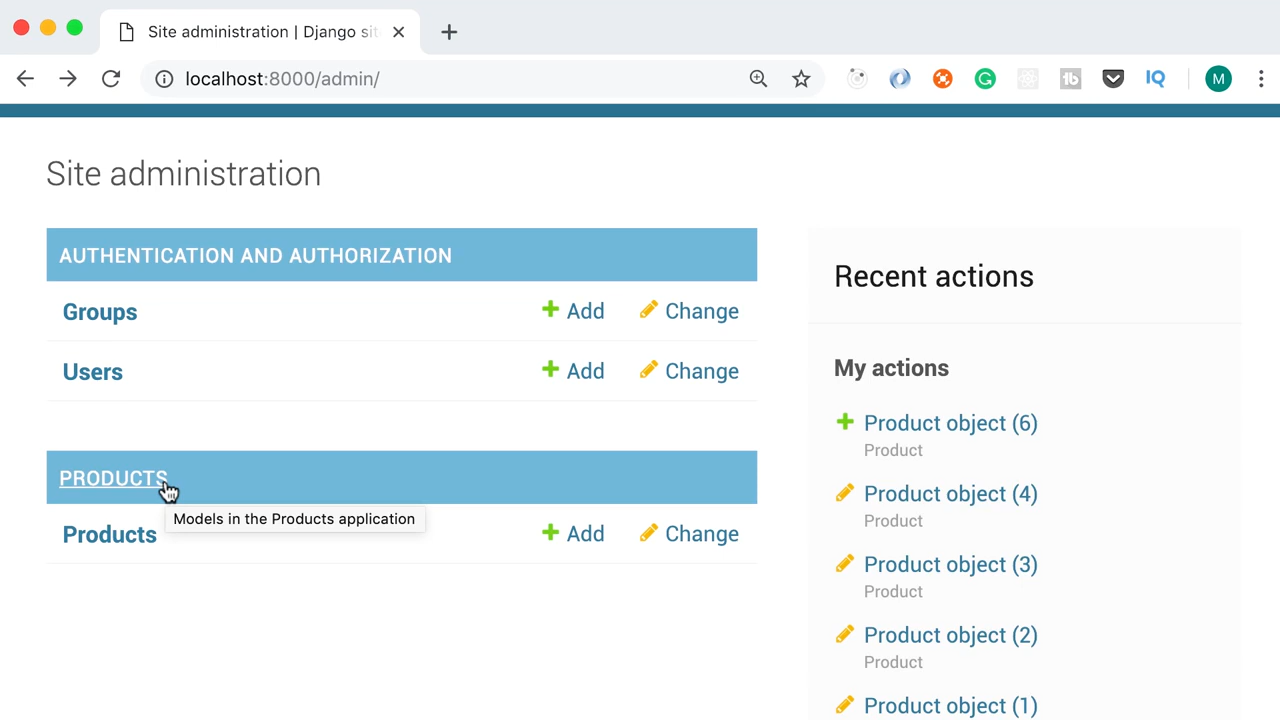 Site administration | Django sit
localhost:8000/admin/
M
Site administration
AUTHENTICATION AND AUTHORIZATION
Groups Add Change
Users Add Change
PRODUCTS
Models in the Products application
Products Add Change
Recent actions
My actions
Product object (6)
Product
Product object (4)
Product
Product object (3)
Product
Product object (2)
Product
Product object (1)